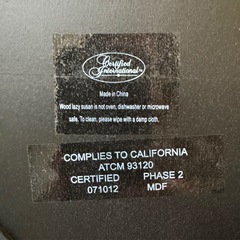 Certified
International
Made in China
Wood lazy susan is not oven, dishwasher or microwave
safe. To clean, please wipe with a damp cloth.
COMPLIES TO CALIFORNIA
ATCM 93120
CERTIFIED PHASE 2
071012 MDF